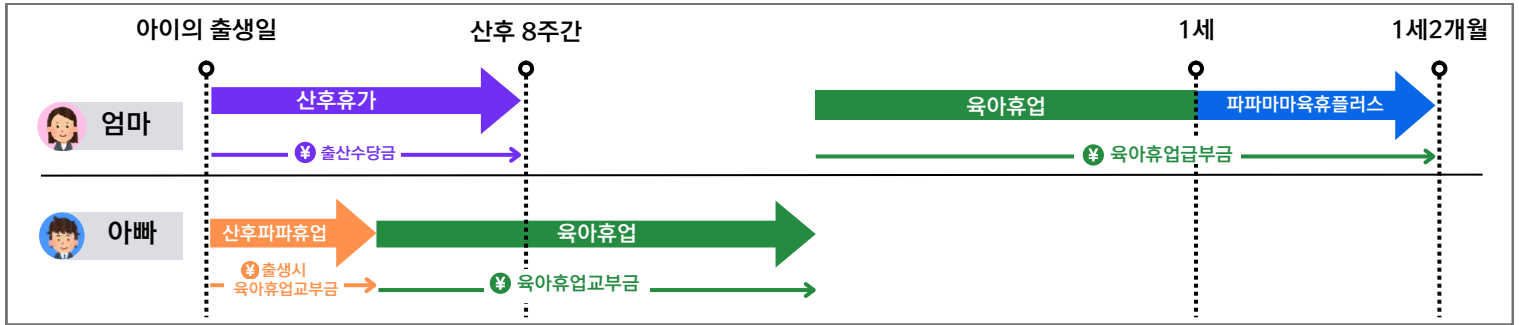 아이의 출생일
산후 8주간
1세
1세2개월
엄마
산후휴가
육아휴업
파파마마육휴플러스
¥ 출산수당금
¥ 육아휴업급부금
아빠
산후파파휴업
육아휴업
¥출생시
육아휴업교부금
¥ 육아휴업교부금